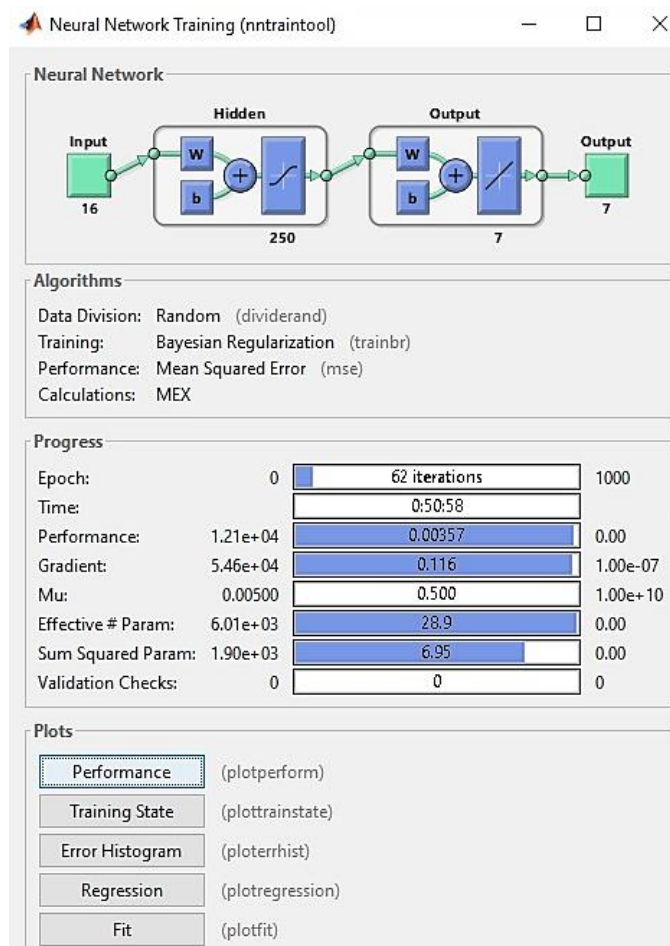 Neural Network Training (nntraintool)
Neural Network
Hidden Output
Input Output
W W
b b
16 250 7 7
Algorithms
Data Division: Random (dividerand)
Training: Bayesian Regularization (trainbr)
Performance: Mean Squared Error (mse)
Calculations: MEX
Progress
Epoch: 0 62 iterations 1000
Time: 0:50:58
Performance: 1.21e+04 0.00357 0.00
Gradient: 5.46e+04 0.116 1.00e-07
Mu: 0.00500 0.500 1.00e+10
Effective # Param: 6.01e+03 28.9 0.00
Sum Squared Param: 1.90e+03 6.95 0.00
Validation Checks: 0 0 0
Plots
Performance (plotperform)
Training State (plottrainstate)
Error Histogram (ploterrhist)
Regression (plotregression)
Fit (plotfit)